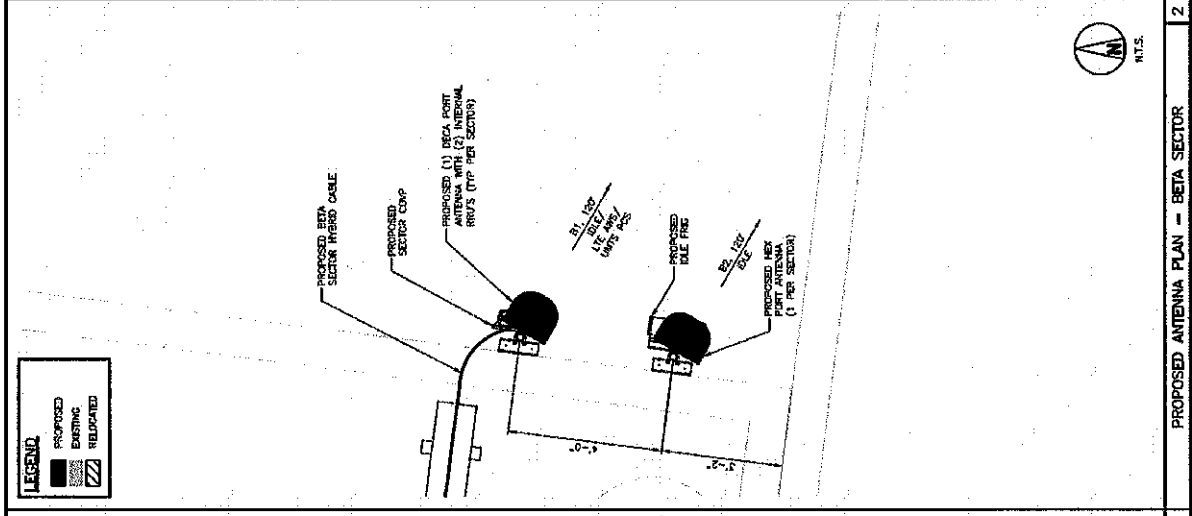 LEGEND
PROPOSED
EXISTING
RELOCATED
PROPOSED BETA
SECTOR HYBRID CABLE
PROPOSED
SECTOR COVP
PROPOSED (1) DECA PORT
ANTENNA WITH (2) INTERNAL
RRU'S (TYP PER SECTOR)
B1, 120°
IDLE/
LTE AWS/
UMTS PCS
PROPOSED
IDLE FRIG
B2, 120°
IDLE
PROPOSED HEX
PORT ANTENNA
(1 PER SECTOR)
4'-0"
3'-2"
N
N.T.S.
PROPOSED ANTENNA PLAN - BETA SECTOR
2